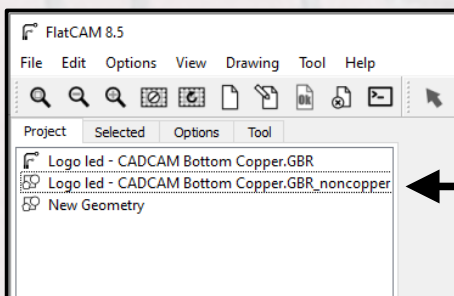 FlatCAM 8.5
File Edit Options View Drawing Tool Help
Ok >_
Project Selected Options Tool
Logo led - CADCAM Bottom Copper.GBR
Logo led - CADCAM Bottom Copper.GBR_noncopper
New Geometry